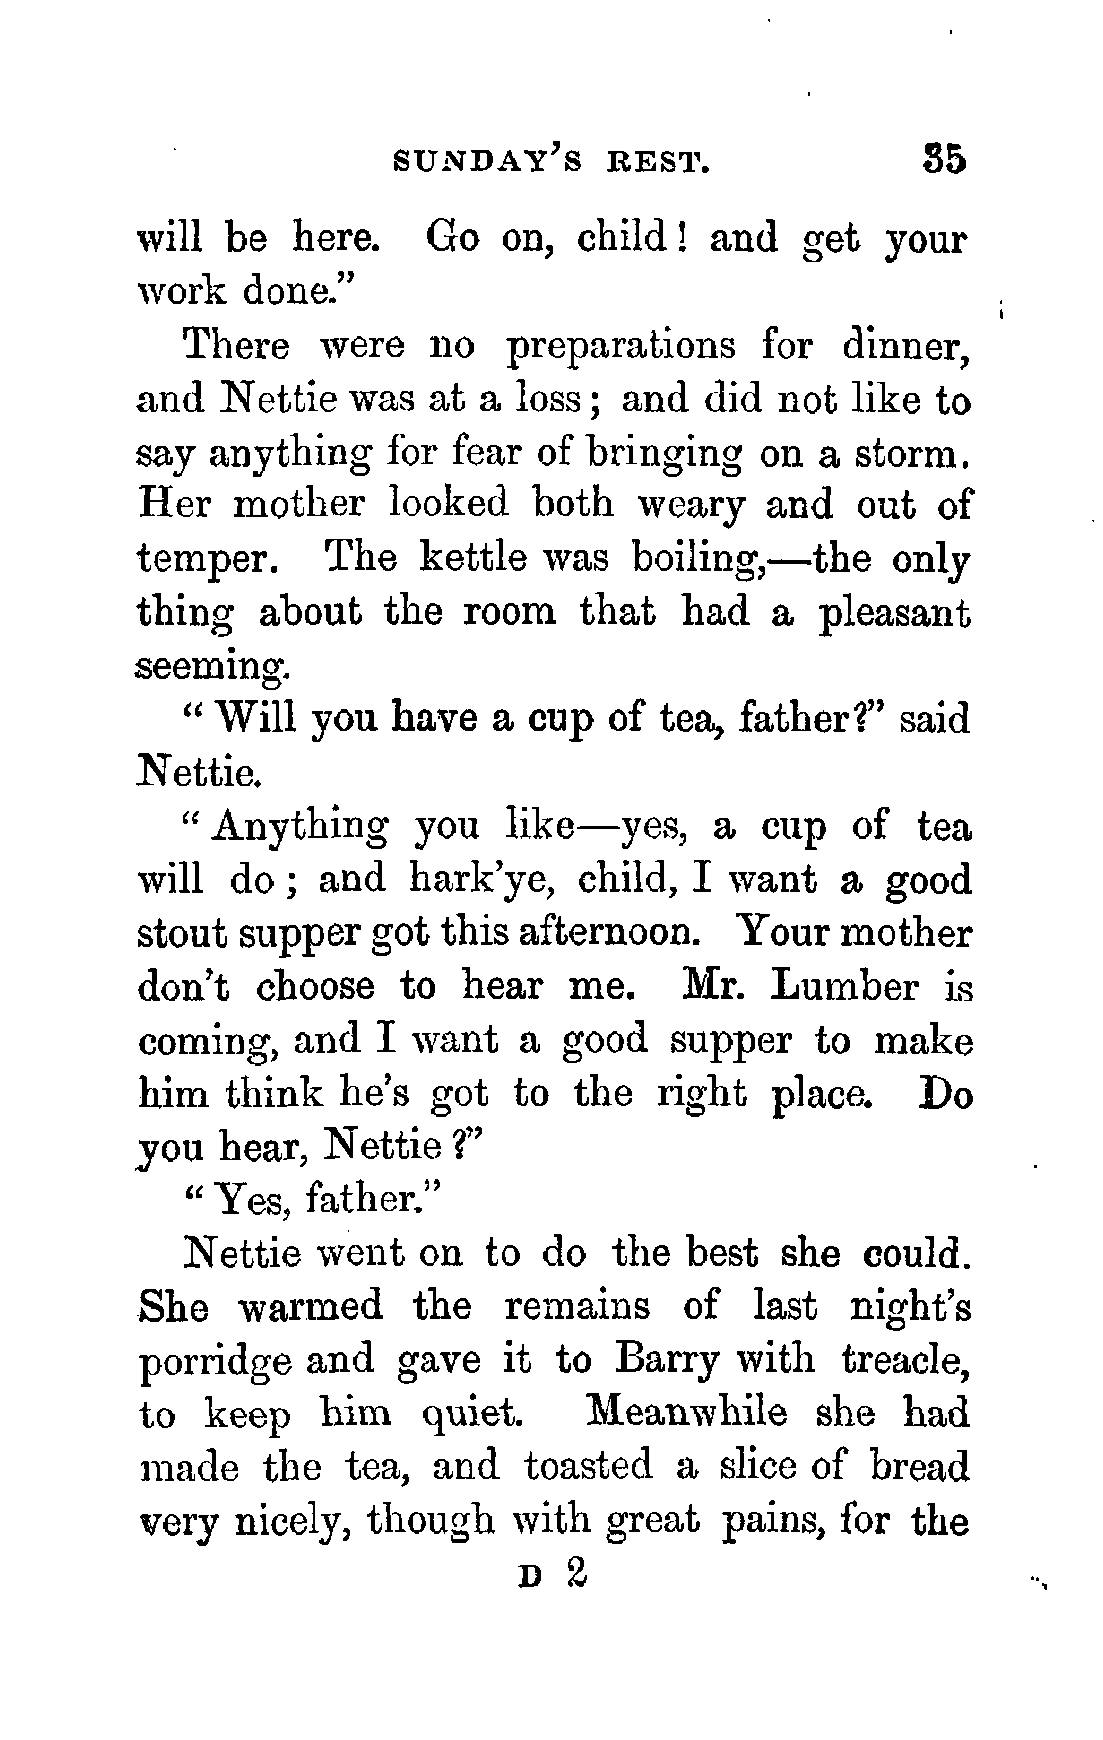 SUNDAY'S REST. 35
will be here. Go on, child! and get your
work done."
There were no preparations for dinner,
and Nettie was at a loss; and did not like to
say anything for fear of bringing on a storm.
Her mother looked both weary and out of
temper. The kettle was boiling,—the only
thing about the room that had a pleasant
seeming.
"Will you have a cup of tea, father?" said
Nettie.
"Anything you like—yes, a cup of tea
will do; and hark'ye, child, I want a good
stout supper got this afternoon. Your mother
don't choose to hear me. Mr. Lumber is
coming, and I want a good supper to make
him think he's got to the right place. Do
you hear, Nettie?"
"Yes, father."
Nettie went on to do the best she could.
She warmed the remains of last night's
porridge and gave it to Barry with treacle,
to keep him quiet. Meanwhile she had
made the tea, and toasted a slice of bread
very nicely, though with great pains, for the
D 2